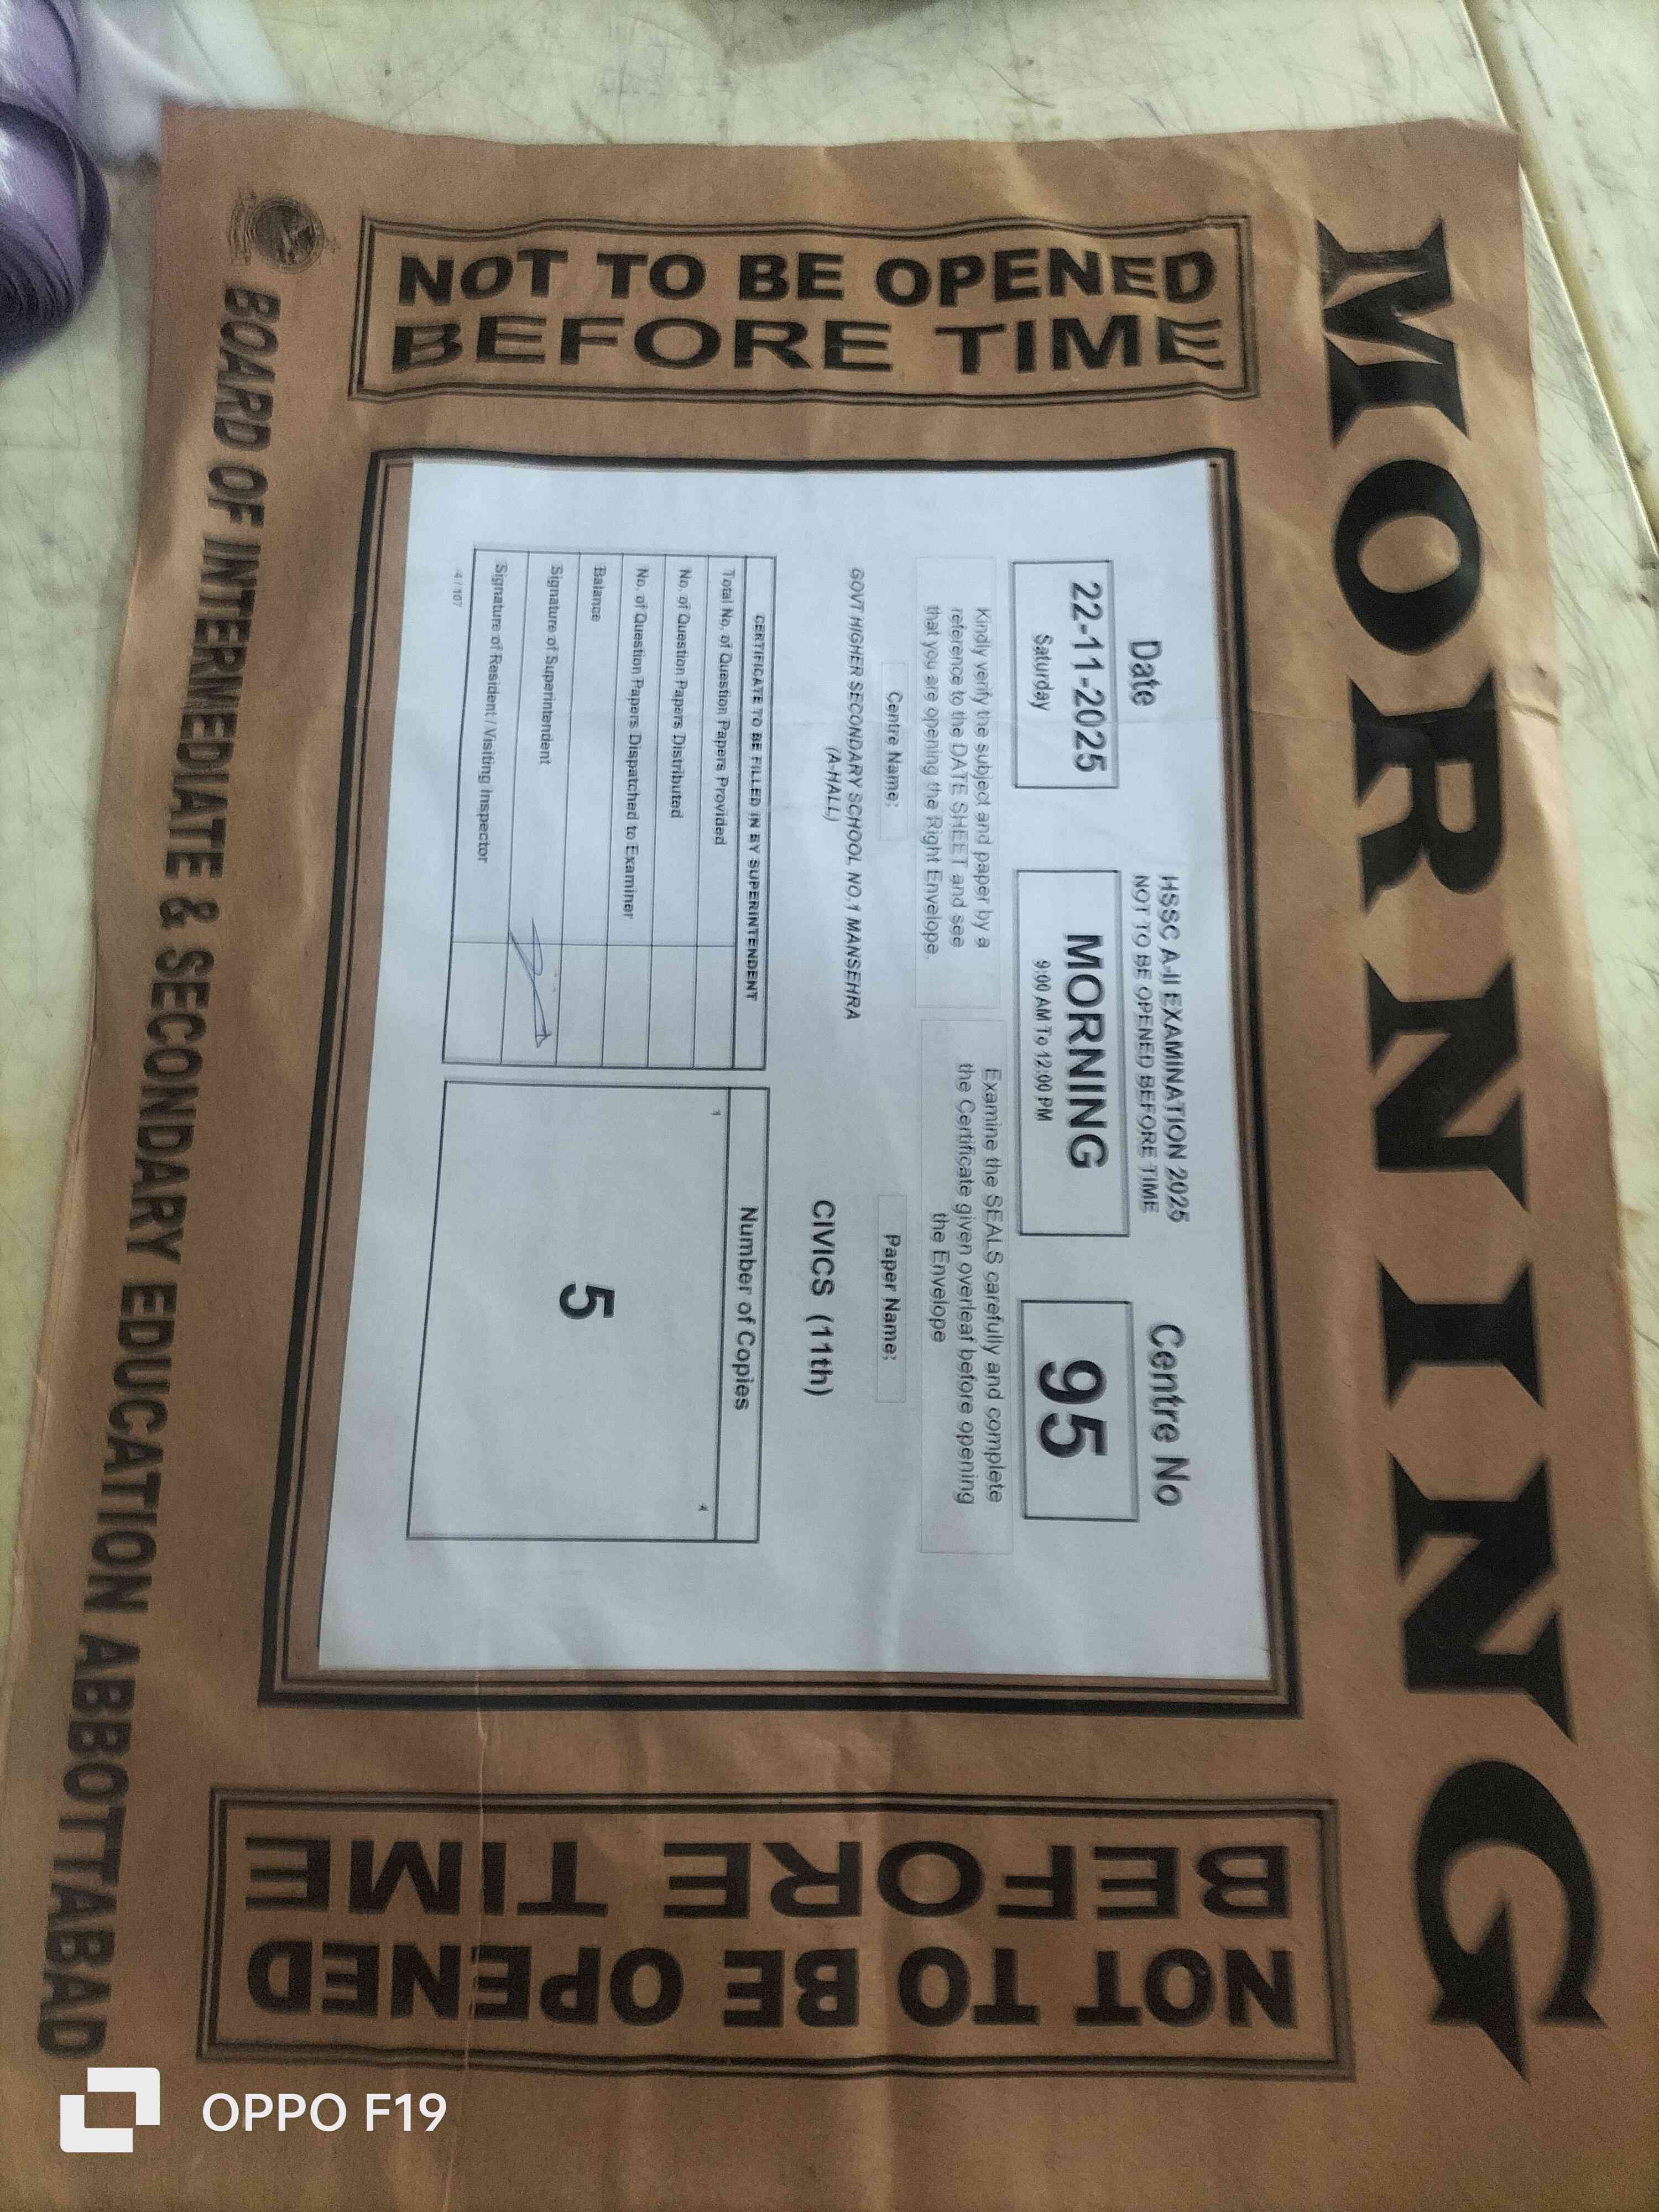 MORNING
NOT TO BE OPENED
BEFORE TIME
Date
22-11-2025
Saturday
HSSC A-II EXAMINATION 2025
NOT TO BE OPENED BEFORE TIME
MORNING
9:00 AM To 12:00 PM
Centre No
95
Kindly verify the subject and paper by a
reference to the DATE SHEET and see
that you are opening the Right Envelope.
Examine the SEALS carefully and complete
the Certificate given overleaf before opening
the Envelope
Centre Name:
GOVT HIGHER SECONDARY SCHOOL NO.1 MANSEHRA
(A-HALL)
Paper Name:
CIVICS (11th)
CERTIFICATE TO BE FILLED IN BY SUPERINTENDENT
Total No. of Question Papers Provided
No. of Question Papers Distributed
No. of Question Papers Dispatched to Examiner
Balance
Signature of Superintendent
Signature of Resident / Visiting Inspector
4 / 107
Number of Copies
1
4
5
NOT TO BE OPENED
BEFORE TIME
BOARD OF INTERMEDIATE & SECONDARY EDUCATION ABBOTTABAD
OPPO F19